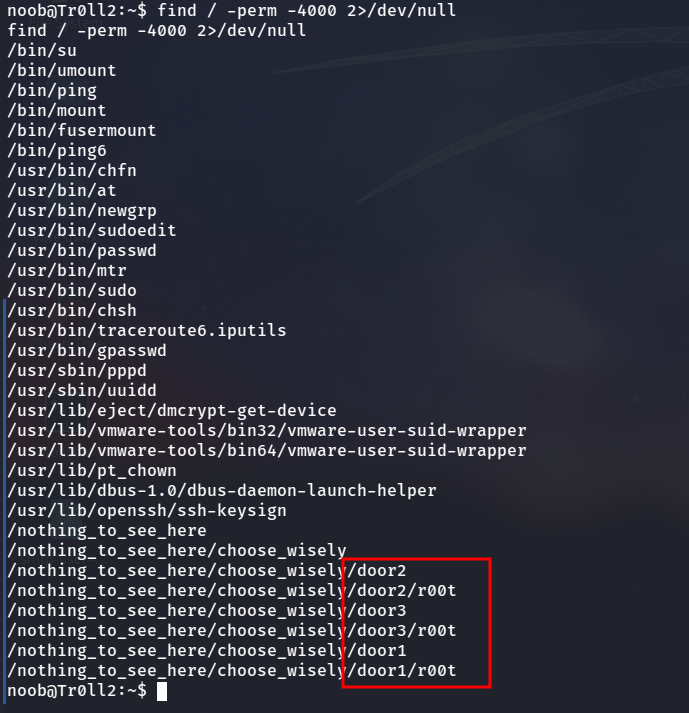 noob@Tr0ll2:~$ find / -perm -4000 2>/dev/null
find / -perm -4000 2>/dev/null
/bin/su
/bin/umount
/bin/ping
/bin/mount
/bin/fusermount
/bin/ping6
/usr/bin/chfn
/usr/bin/at
/usr/bin/newgrp
/usr/bin/sudoedit
/usr/bin/passwd
/usr/bin/mtr
/usr/bin/sudo
/usr/bin/chsh
/usr/bin/traceroute6.iputils
/usr/bin/gpasswd
/usr/sbin/pppd
/usr/sbin/uuidd
/usr/lib/eject/dmcrypt-get-device
/usr/lib/vmware-tools/bin32/vmware-user-suid-wrapper
/usr/lib/vmware-tools/bin64/vmware-user-suid-wrapper
/usr/lib/pt_chown
/usr/lib/dbus-1.0/dbus-daemon-launch-helper
/usr/lib/openssh/ssh-keysign
/nothing_to_see_here
/nothing_to_see_here/choose_wisely
/nothing_to_see_here/choose_wisely/door2
/nothing_to_see_here/choose_wisely/door2/r00t
/nothing_to_see_here/choose_wisely/door3
/nothing_to_see_here/choose_wisely/door3/r00t
/nothing_to_see_here/choose_wisely/door1
/nothing_to_see_here/choose_wisely/door1/r00t
noob@Tr0ll2:~$